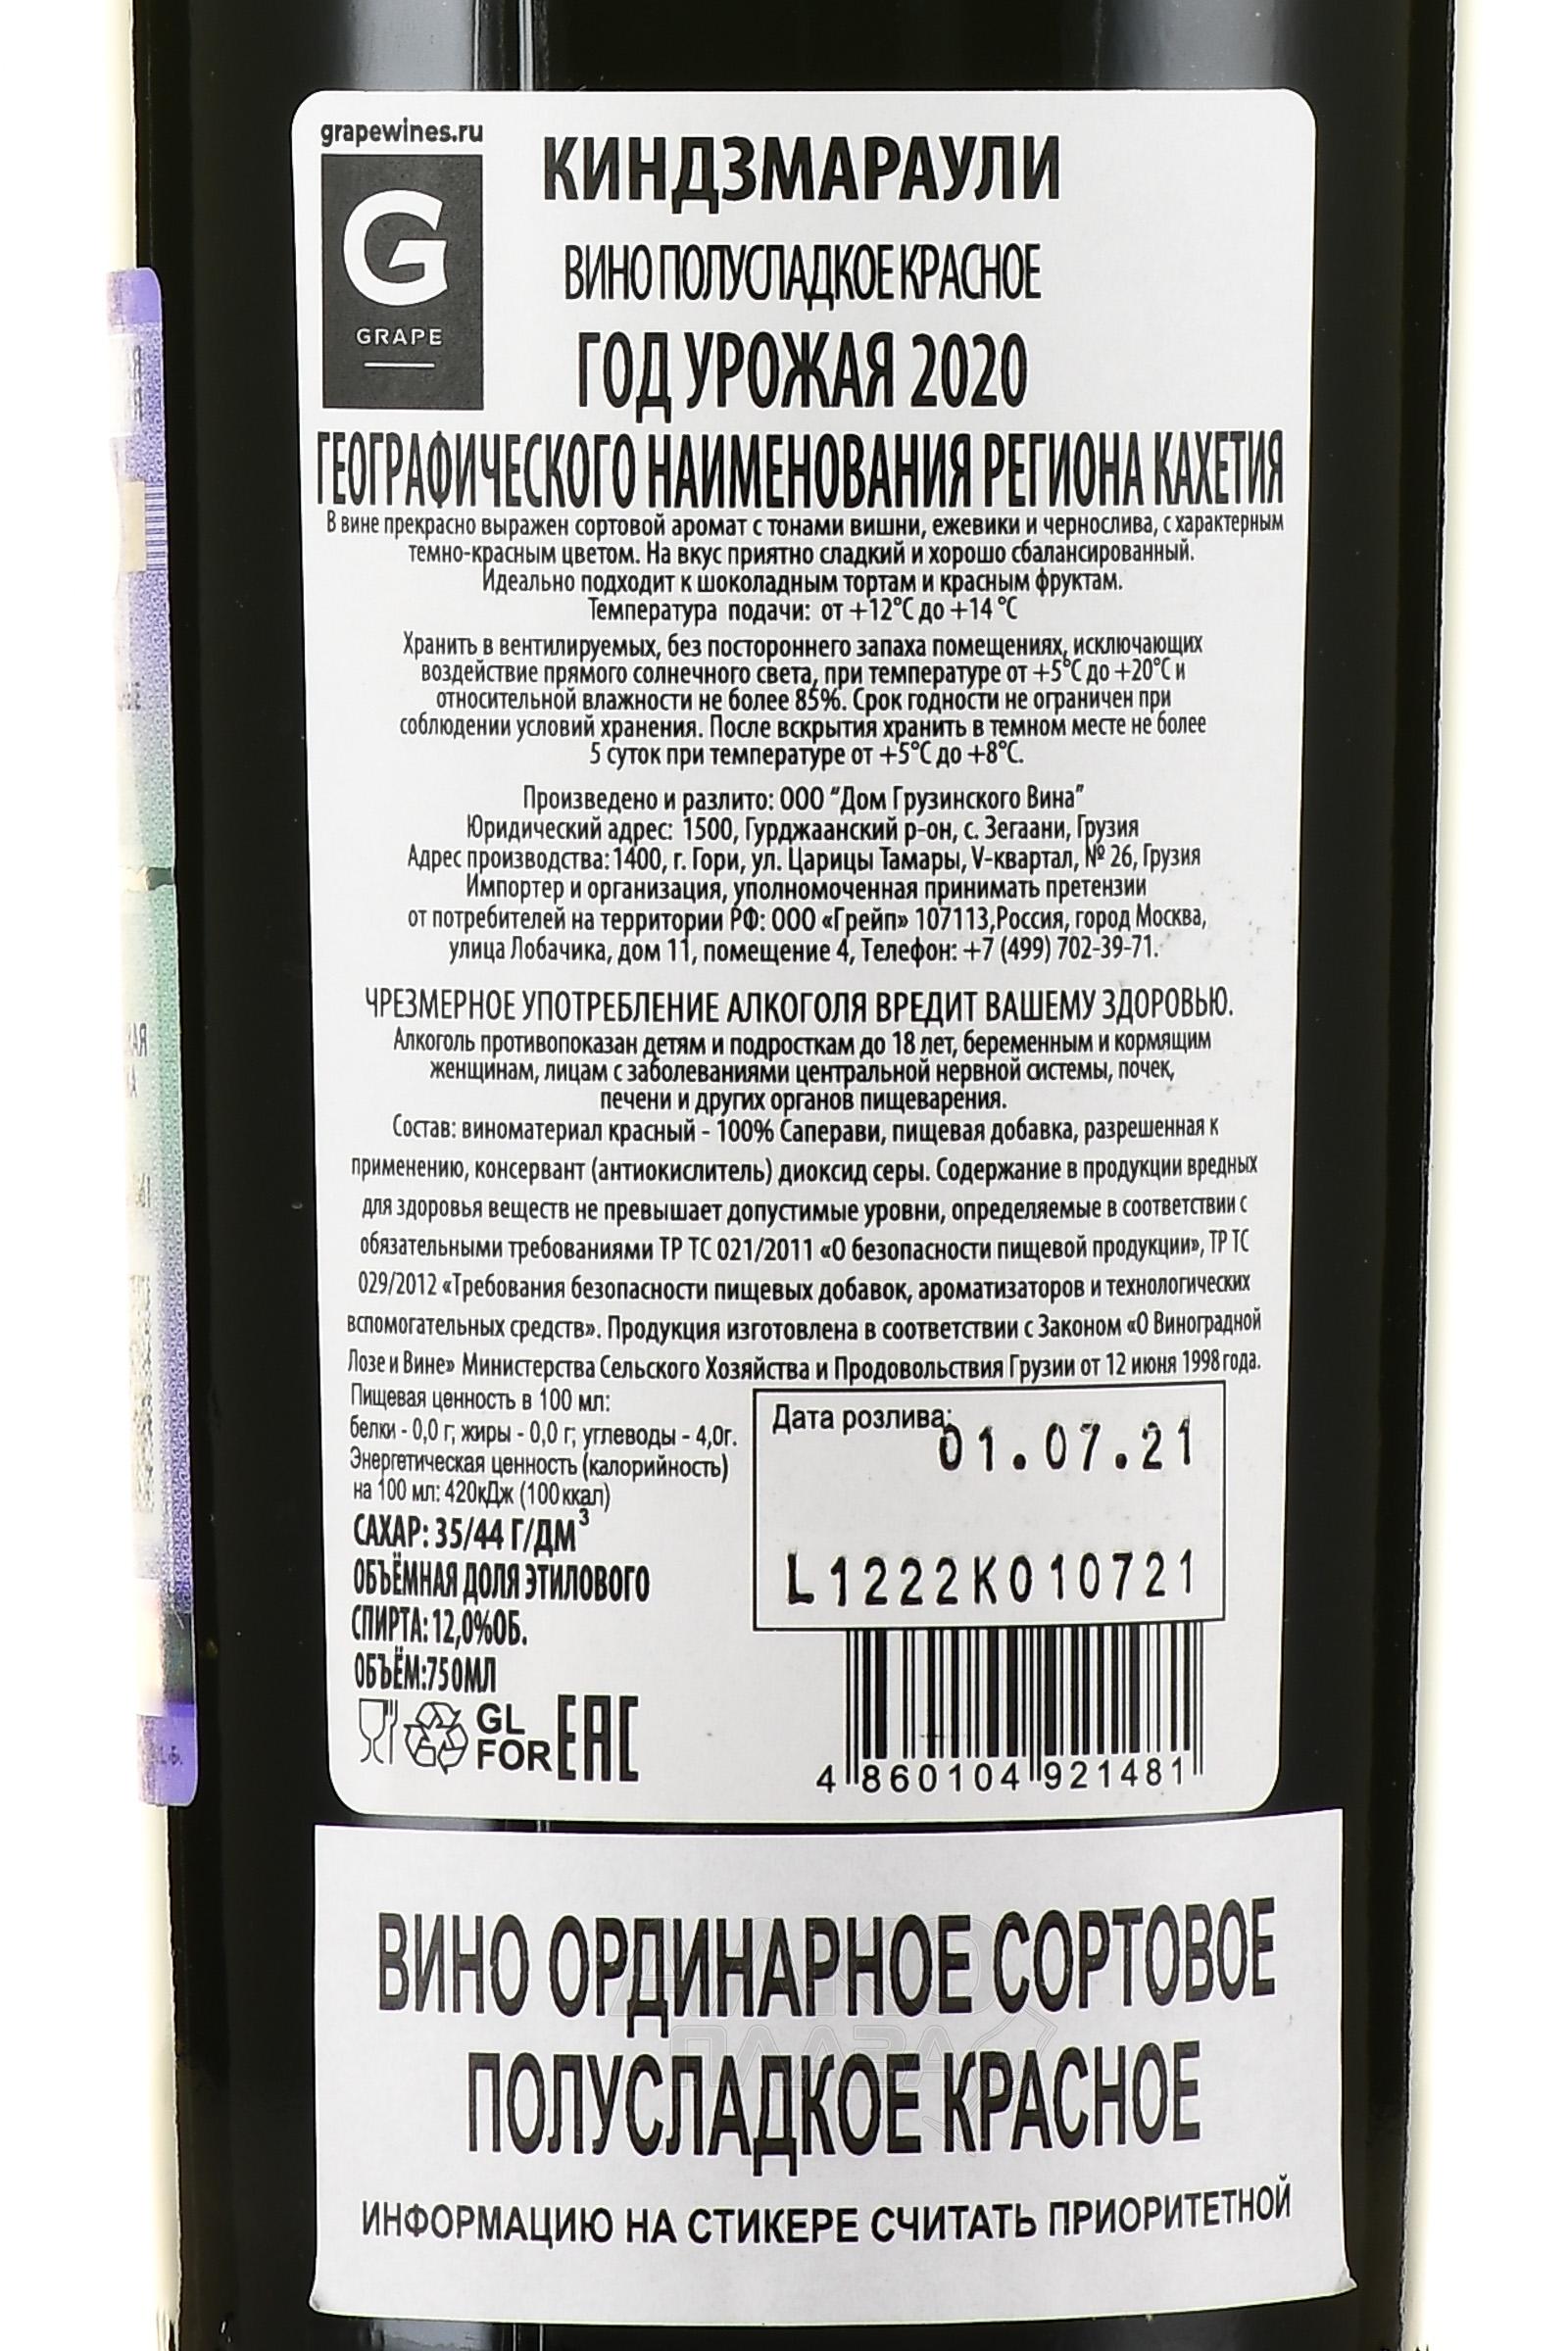 grapewines.ru
G
GRAPE
КИНДЗМАРАУЛИ
ВИНО ПОЛУСЛАДКОЕ КРАСНОЕ
ГОД УРОЖАЯ 2020
ГЕОГРАФИЧЕСКОГО НАИМЕНОВАНИЯ РЕГИОНА КАХЕТИЯ
В вине прекрасно выражен сортовой аромат с тонами вишни, ежевики и чернослива, с характерным
темно-красным цветом. На вкус приятно сладкий и хорошо сбалансированный.
Идеально подходит к шоколадным тортам и красным фруктам.
Температура подачи: от +12°С до +14 °С
Хранить в вентилируемых, без постороннего запаха помещениях, исключающих
воздействие прямого солнечного света, при температуре от +5°С до +20°С и
относительной влажности не более 85%. Срок годности не ограничен при
соблюдении условий хранения. После вскрытия хранить в темном месте не более
5 суток при температуре от +5°С до +8°С.
Произведено и разлито: ООО "Дом Грузинского Вина"
Юридический адрес: 1500, Гурджаанский р-он, с. Зегаани, Грузия
Адрес производства: 1400, г. Гори, ул. Царицы Тамары, V-квартал, № 26, Грузия
Импортер и организация, уполномоченная принимать претензии
от потребителей на территории РФ: ООО «Грейп» 107113,Россия, город Москва,
улица Лобачика, дом 11, помещение 4, Телефон: +7 (499) 702-39-71.
ЧРЕЗМЕРНОЕ УПОТРЕБЛЕНИЕ АЛКОГОЛЯ ВРЕДИТ ВАШЕМУ ЗДОРОВЬЮ.
Алкоголь противопоказан детям и подросткам до 18 лет, беременным и кормящим
женщинам, лицам с заболеваниями центральной нервной системы, почек,
печени и других органов пищеварения.
Состав: виноматериал красный - 100% Саперави, пищевая добавка, разрешенная к
применению, консервант (антиокислитель) диоксид серы. Содержание в продукции вредных
для здоровья веществ не превышает допустимые уровни, определяемые в соответствии с
обязательными требованиями ТР ТС 021/2011 «О безопасности пищевой продукции», ТР ТС
029/2012 «Требования безопасности пищевых добавок, ароматизаторов и технологических
вспомогательных средств». Продукция изготовлена в соответствии с Законом «О Виноградной
Лозе и Вине» Министерства Сельского Хозяйства и Продовольствия Грузии от 12 июня 1998 года.
Пищевая ценность в 100 мл:
белки - 0,0 г; жиры - 0,0 г; углеводы - 4,0г.
Энергетическая ценность (калорийность)
на 100 мл: 420кДж (100 ккал)
САХАР: 35/44 Г/ДМ³
ОБЪЁМНАЯ ДОЛЯ ЭТИЛОВОГО
СПИРТА: 12,0%ОБ.
ОБЪЁМ:750МЛ
GL
FOR
EAC
Дата розлива:
01.07.21
L1222K010721
4 860104 921481
ВИНО ОРДИНАРНОЕ СОРТОВОЕ
ПОЛУСЛАДКОЕ КРАСНОЕ
ИНФОРМАЦИЮ НА СТИКЕРЕ СЧИТАТЬ ПРИОРИТЕТНОЙ
АЛКО
ПЛАЗА